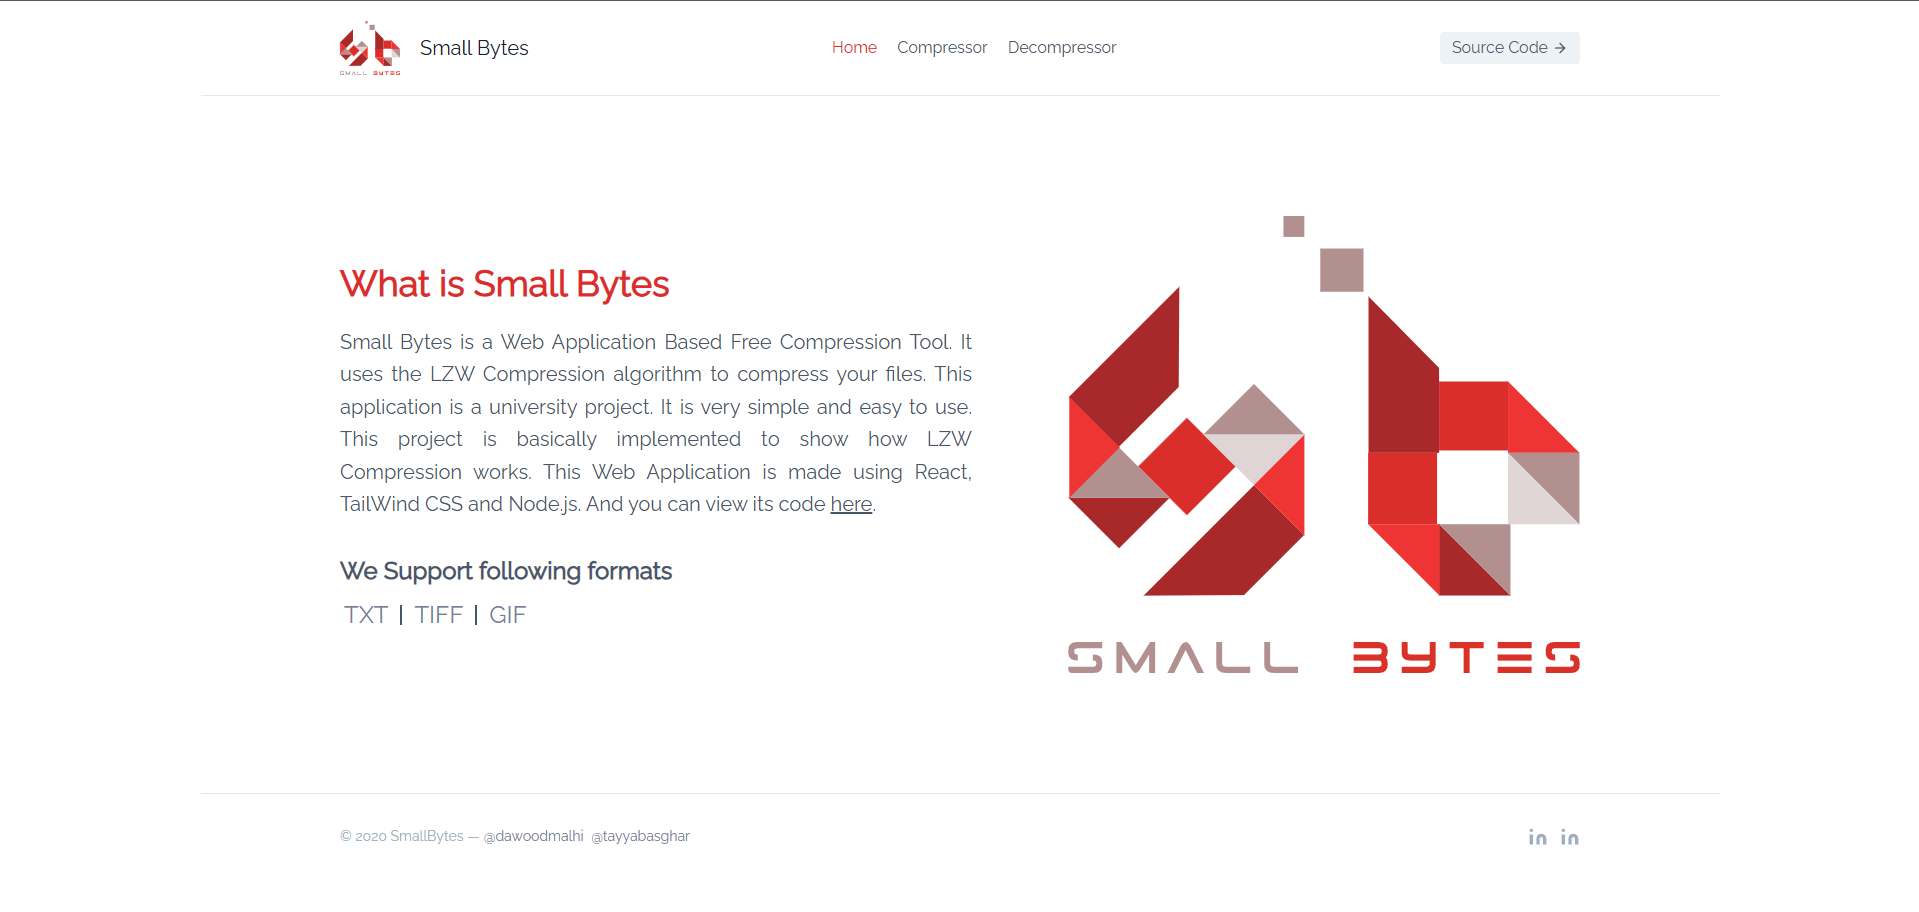 SMALL BYTES
Small Bytes
Home Compressor Decompressor
Source Code →
What is Small Bytes
Small Bytes is a Web Application Based Free Compression Tool. It
uses the LZW Compression algorithm to compress your files. This
application is a university project. It is very simple and easy to use.
This project is basically implemented to show how LZW
Compression works. This Web Application is made using React,
TailWind CSS and Node.js. And you can view its code here.
We Support following formats
TXT | TIFF | GIF
SMALL BYTES
© 2020 SmallBytes — @dawoodmalhi @tayyabasghar
in in